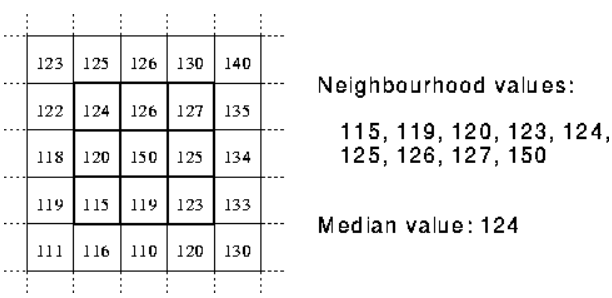 123 125 126 130 140
122 124 126 127 135
118 120 150 125 134
119 115 119 123 133
111 116 110 120 130
Neighbourhood values:
115, 119, 120, 123, 124,
125, 126, 127, 150
Median value: 124